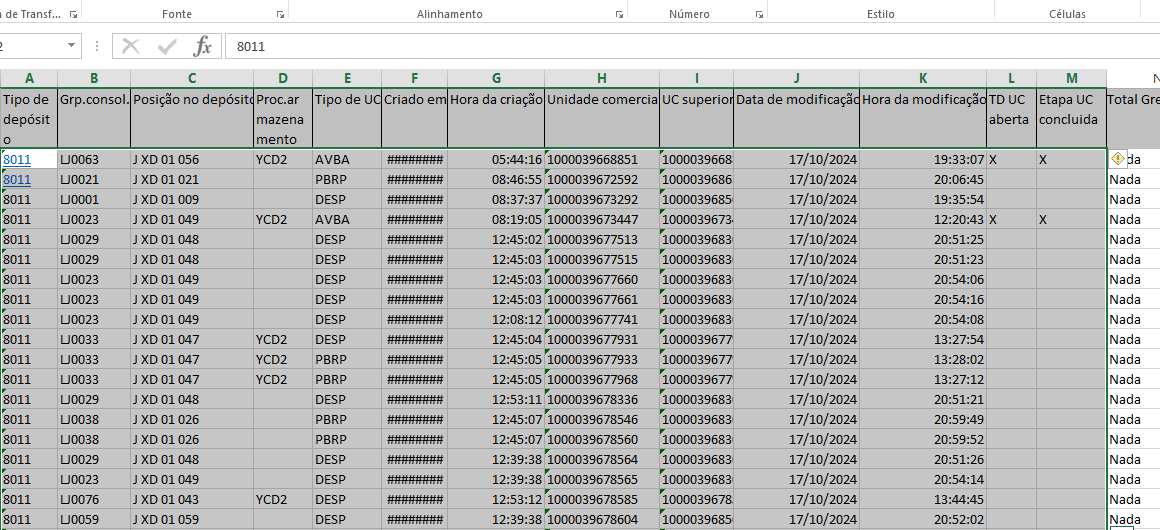 a de Transf... Fonte Alinhamento Número Estilo Células
2 fx 8011
A B C D E F G H I J K L M N
Tipo de depósito Grp.consol. Posição no depósito Proc.armazenamento Tipo de UC Criado em Hora da criação Unidade comercia UC superior Data de modificação Hora da modificação TD UC aberta Etapa UC concluida Total Gre
8011 LJ0063 J XD 01 056 YCD2 AVBA ######## 05:44:16 1000039668851 10000396688 17/10/2024 19:33:07 X X da
8011 LJ0021 J XD 01 021 PBRP ######## 08:46:55 1000039672592 10000396867 17/10/2024 20:06:45 Nada
8011 LJ0001 J XD 01 009 DESP ######## 08:37:37 1000039673292 1000039685 17/10/2024 19:35:54 Nada
8011 LJ0023 J XD 01 049 YCD2 AVBA ######## 08:19:05 1000039673447 1000039673 17/10/2024 12:20:43 X X Nada
8011 LJ0029 J XD 01 048 DESP ######## 12:45:02 1000039677513 1000039683 17/10/2024 20:51:25 Nada
8011 LJ0029 J XD 01 048 DESP ######## 12:45:03 1000039677515 1000039683 17/10/2024 20:51:23 Nada
8011 LJ0023 J XD 01 049 DESP ######## 12:45:03 1000039677660 1000039683 17/10/2024 20:54:06 Nada
8011 LJ0023 J XD 01 049 DESP ######## 12:45:03 1000039677661 1000039683 17/10/2024 20:54:16 Nada
8011 LJ0023 J XD 01 049 DESP ######## 12:08:12 1000039677741 1000039683 17/10/2024 20:54:08 Nada
8011 LJ0033 J XD 01 047 YCD2 DESP ######## 12:45:04 1000039677931 1000039677 17/10/2024 13:27:54 Nada
8011 LJ0033 J XD 01 047 YCD2 PBRP ######## 12:45:05 1000039677933 1000039677 17/10/2024 13:28:02 Nada
8011 LJ0033 J XD 01 047 YCD2 PBRP ######## 12:45:05 1000039677968 1000039677 17/10/2024 13:27:12 Nada
8011 LJ0029 J XD 01 048 DESP ######## 12:53:11 1000039678336 1000039683 17/10/2024 20:51:21 Nada
8011 LJ0038 J XD 01 026 PBRP ######## 12:45:07 1000039678546 1000039683 17/10/2024 20:59:49 Nada
8011 LJ0038 J XD 01 026 PBRP ######## 12:45:07 1000039678560 1000039683 17/10/2024 20:59:52 Nada
8011 LJ0029 J XD 01 048 DESP ######## 12:39:38 1000039678564 1000039683 17/10/2024 20:51:26 Nada
8011 LJ0023 J XD 01 049 DESP ######## 12:39:38 1000039678565 1000039683 17/10/2024 20:54:14 Nada
8011 LJ0076 J XD 01 043 YCD2 DESP ######## 12:53:12 1000039678585 1000039678 17/10/2024 13:44:45 Nada
8011 LJ0059 J XD 01 059 DESP ######## 12:39:38 1000039678604 1000039685 17/10/2024 20:52:02 Nada